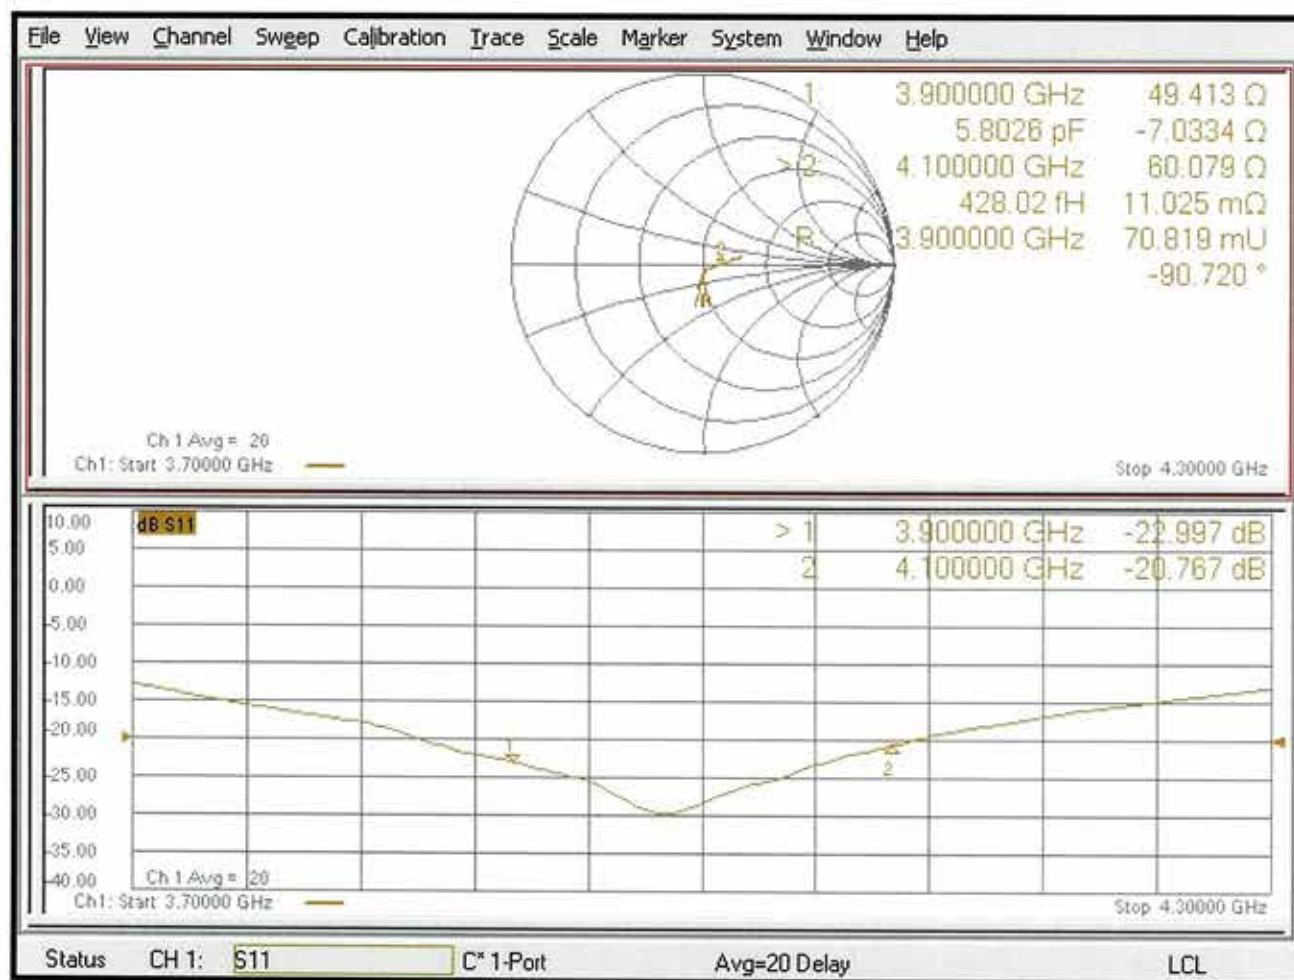 File View Channel Sweep Calibration Trace Scale Marker System Window Help
1 3.900000 GHz 49.413 Ω
5.8026 pF -7.0334 Ω
> 2 4.100000 GHz 60.079 Ω
428.02 fH 11.025 mΩ
R 3.900000 GHz 70.819 mU
-90.720 °
Ch 1 Avg = 20
Ch1: Start 3.70000 GHz
Stop 4.30000 GHz
10.00
dB S11
> 1 3.900000 GHz -22.997 dB
5.00
2 4.100000 GHz -20.767 dB
0.00
-5.00
-10.00
-15.00
-20.00
1
2
-25.00
-30.00
-35.00
-40.00
Ch 1 Avg = 20
Ch1: Start 3.70000 GHz
Stop 4.30000 GHz
Status CH 1: S11 C* 1-Port Avg=20 Delay LCL